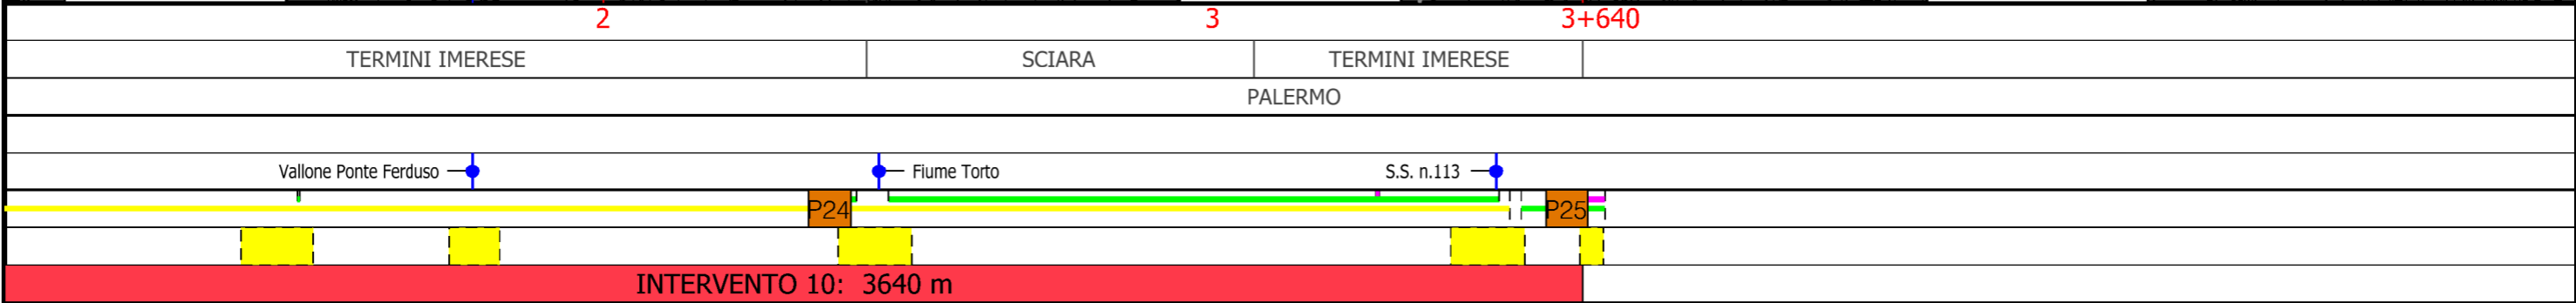 2 3 3+640
TERMINI IMERESE SCIARA TERMINI IMERESE
PALERMO
Vallone Ponte Ferduso Fiume Torto S.S. n.113
P24 P25
INTERVENTO 10: 3640 m